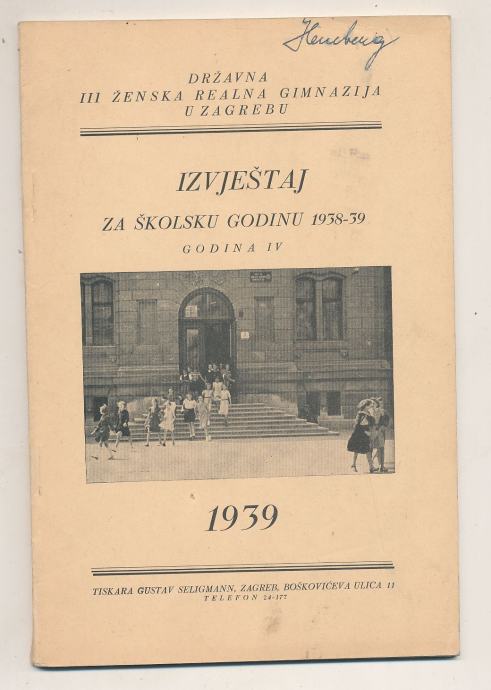 DRŽAVNA
III ŽENSKA REALNA GIMNAZIJA
U ZAGREBU
IZVJEŠTAJ
ZA ŠKOLSKU GODINU 1938-39
GODINA IV
1939
TISKARA GUSTAV SELIGMANN, ZAGREB, BOŠKOVIĆEVA ULICA 11
TELEFON 24-177